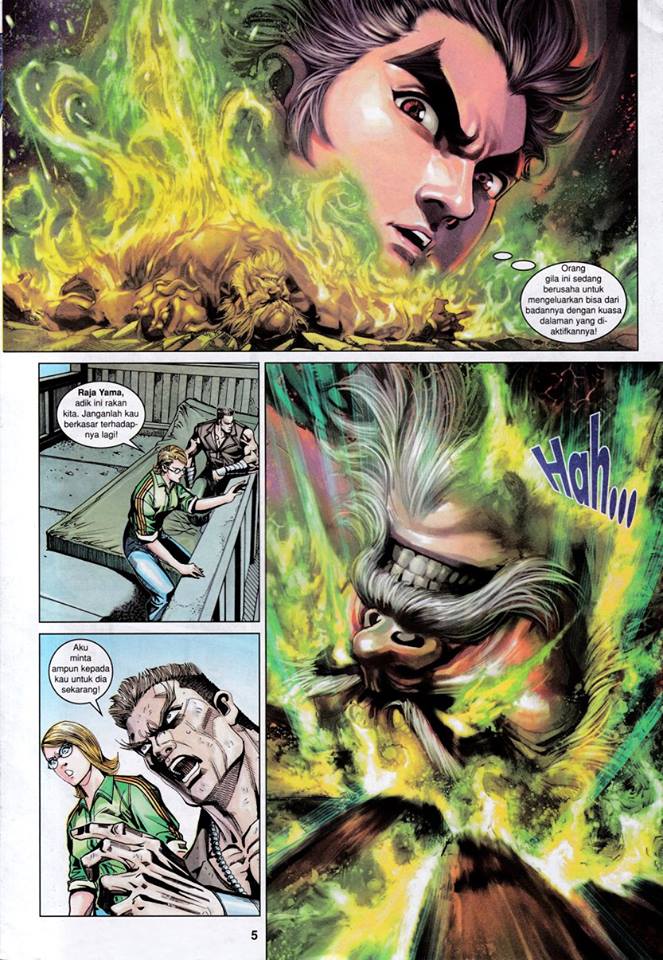 Orang
gila ini sedang
berusaha untuk
mengeluarkan bisa dari
badannya dengan kuasa
dalaman yang di-
aktifkannya!
Raja Yama,
adik ini rakan
kita. Janganlah kau
berkasar terhadap-
nya lagi!
Hah...
Aku
minta
ampun kepada
kau untuk dia
sekarang!
5